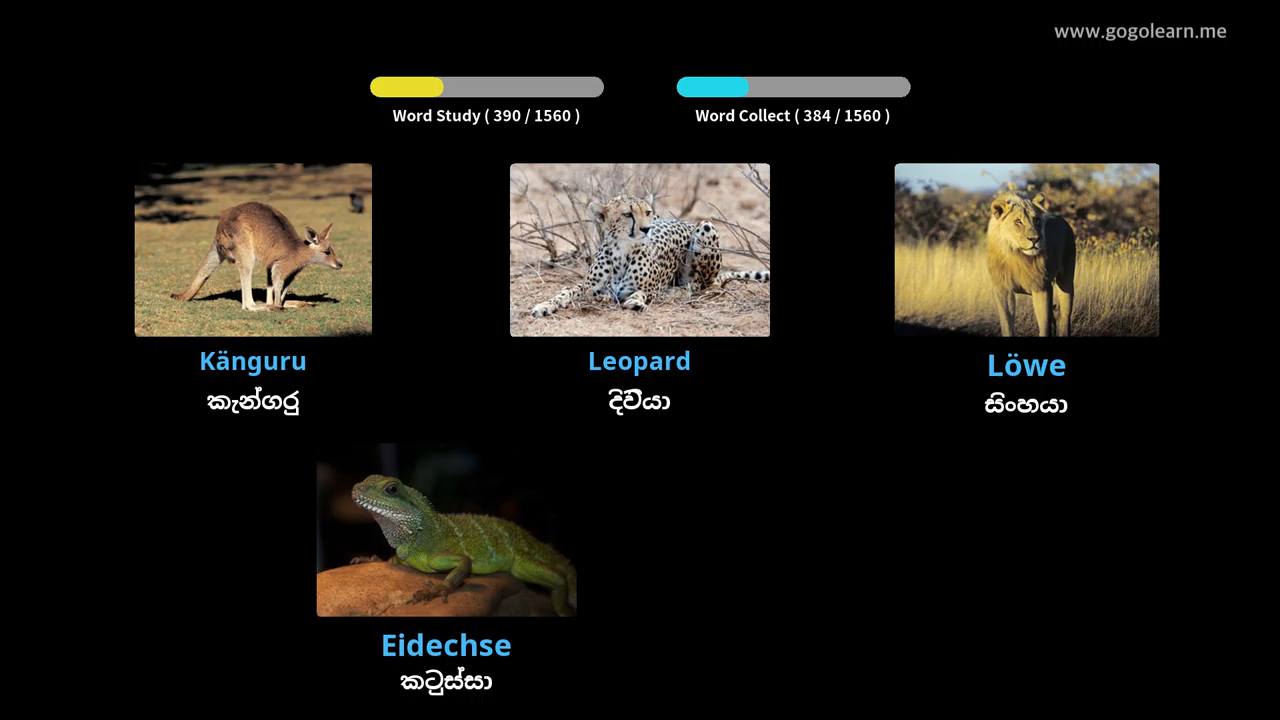 www.gogolearn.me
Word Study ( 390 / 1560 )
Word Collect ( 384 / 1560 )
Känguru
Leopard
Löwe
කැන්ගරු
දිවියා
සිංහයා
Eidechse
කටුස්සා